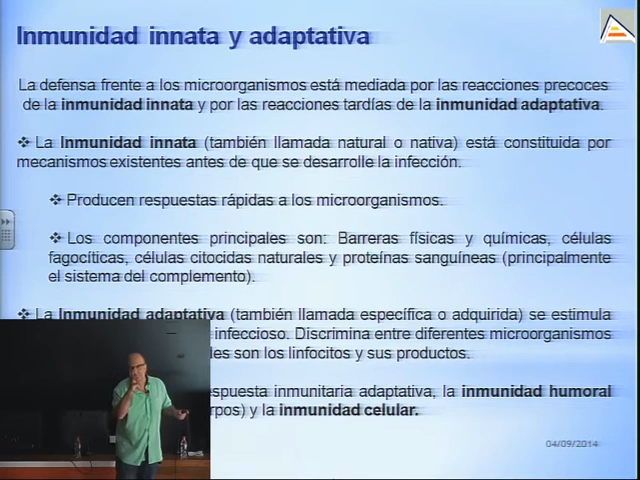 Inmunidad innata y adaptativa
La defensa frente a los microorganismos está mediada por las reacciones precoces
de la inmunidad innata y por las reacciones tardías de la inmunidad adaptativa.
❖ La Inmunidad innata (también llamada natural o nativa) está constituida por
mecanismos existentes antes de que se desarrolle la infección.
❖ Producen respuestas rápidas a los microorganismos.
❖ Los componentes principales son: Barreras físicas y químicas, células
fagocíticas, células citocidas naturales y proteínas sanguíneas (principalmente
el sistema del complemento).
❖ La Inmunidad adaptativa (también llamada específica o adquirida) se estimula
infeccioso. Discrimina entre diferentes microorganismos
les son los linfocitos y sus productos.
espuesta inmunitaria adaptativa, la inmunidad humoral
rpos) y la inmunidad celular.
04/09/2014